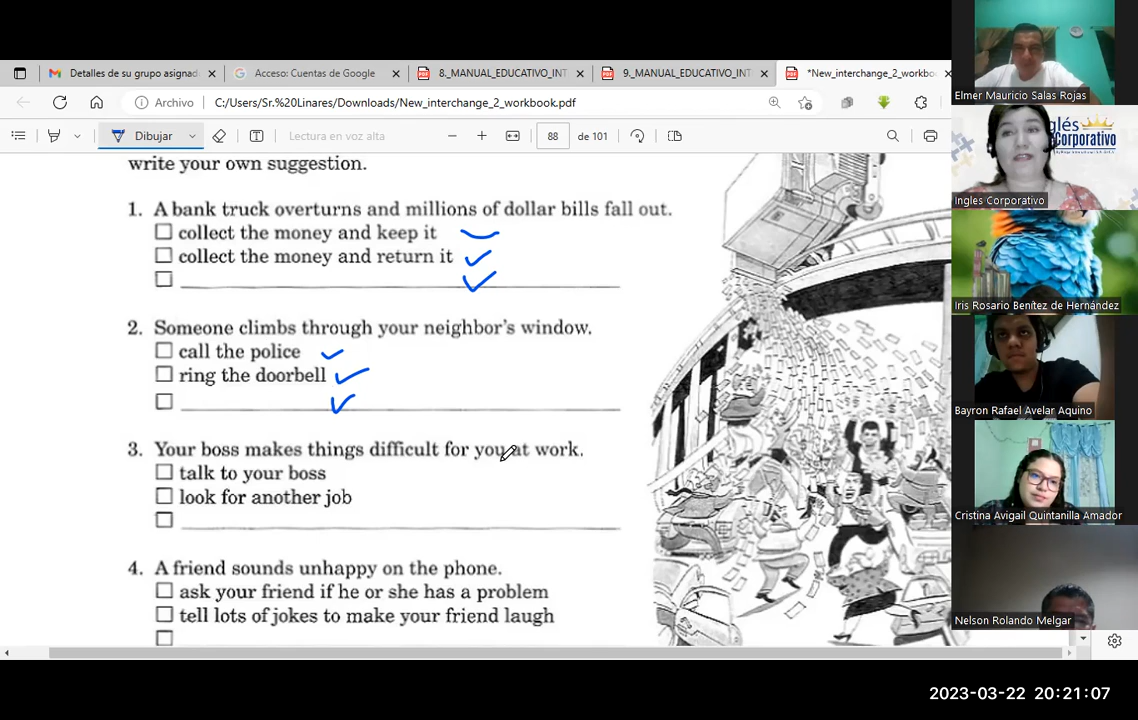 Detalles de su grupo asignad
Acceso: Cuentas de Google
8._MANUAL_EDUCATIVO_INT
9._MANUAL_EDUCATIVO_INT
*New_interchange_2_workbo
Archivo
C:/Users/Sr.%20Linares/Downloads/New_interchange_2_workbook.pdf
Dibujar
Lectura en voz alta
88
de 101
write your own suggestion.
1. A bank truck overturns and millions of dollar bills fall out.
collect the money and keep it
collect the money and return it
2. Someone climbs through your neighbor's window.
call the police
ring the doorbell
3. Your boss makes things difficult for you at work.
talk to your boss
look for another job
4. A friend sounds unhappy on the phone.
ask your friend if he or she has a problem
tell lots of jokes to make your friend laugh
Elmer Mauricio Salas Rojas
nglés
Corporativo
Ingles Corporativo
Iris Rosario Benítez de Hernández
Bayron Rafael Avelar Aquino
Cristina Avigail Quintanilla Amador
Nelson Rolando Melgar
2023-03-22 20:21:07